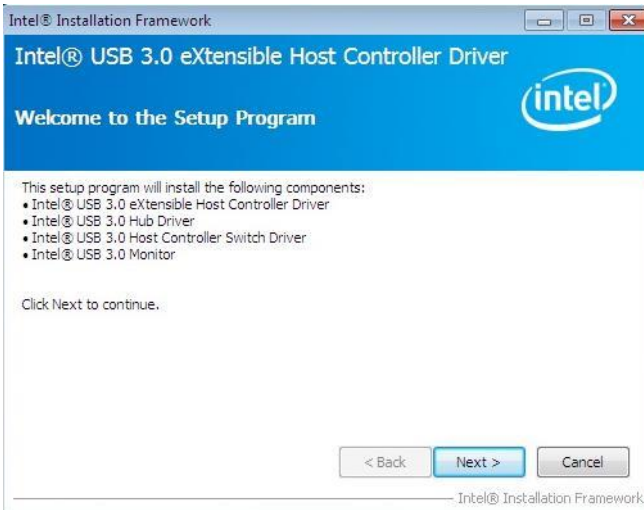 Intel® Installation Framework
Intel® USB 3.0 eXtensible Host Controller Driver
intel
Welcome to the Setup Program
This setup program will install the following components:
• Intel® USB 3.0 eXtensible Host Controller Driver
• Intel® USB 3.0 Hub Driver
• Intel® USB 3.0 Host Controller Switch Driver
• Intel® USB 3.0 Monitor
Click Next to continue.
< Back Next > Cancel
Intel® Installation Framework